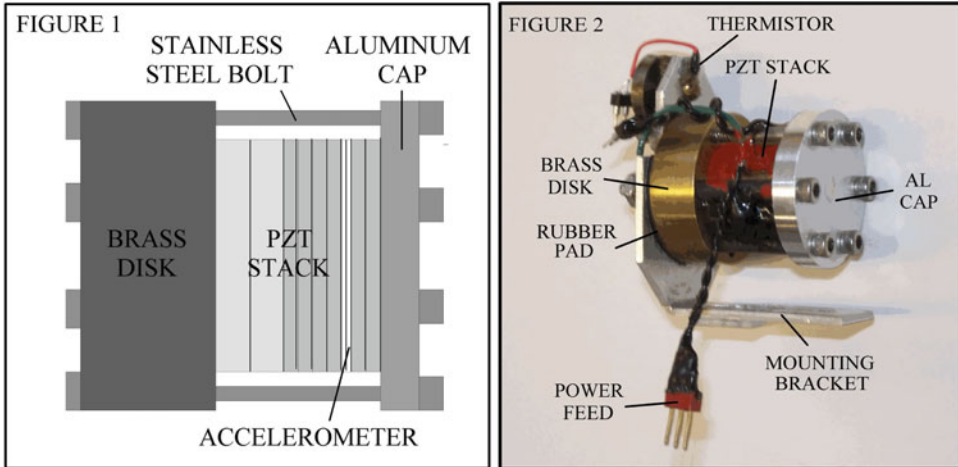 FIGURE 1
STAINLESS
STEEL BOLT
ALUMINUM
CAP
BRASS
DISK
PZT
STACK
ACCELEROMETER
FIGURE 2
THERMISTOR
PZT STACK
BRASS
DISK
RUBBER
PAD
AL
CAP
MOUNTING
BRACKET
POWER
FEED